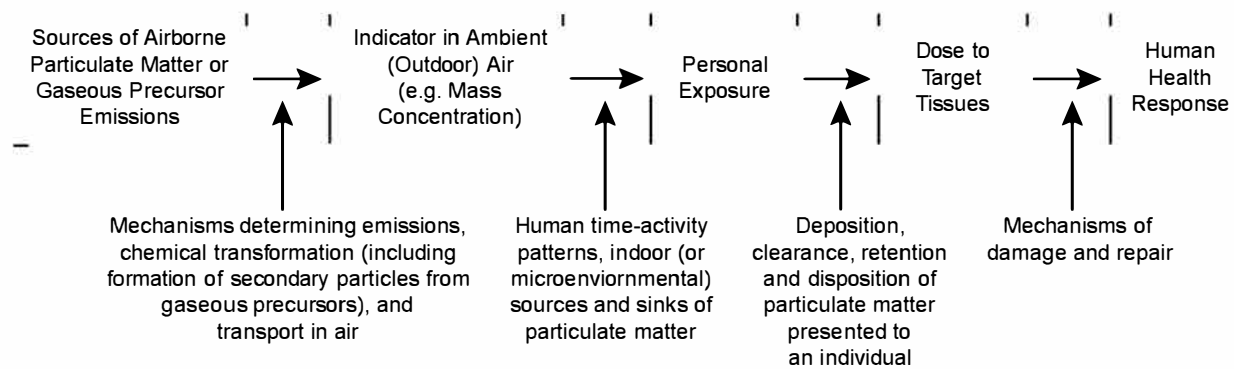 Sources of Airborne
Particulate Matter or
Gaseous Precursor
Emissions
Indicator in Ambient
(Outdoor) Air
(e.g. Mass
Concentration)
Personal
Exposure
Dose to
Target
Tissues
Human
Health
Response
Mechanisms determining emissions,
chemical transformation (including
formation of secondary particles from
gaseous precursors), and
transport in air
Human time-activity
patterns, indoor (or
microenviornmental)
sources and sinks of
particulate matter
Deposition,
clearance, retention
and disposition of
particulate matter
presented to
an individual
Mechanisms of
damage and repair